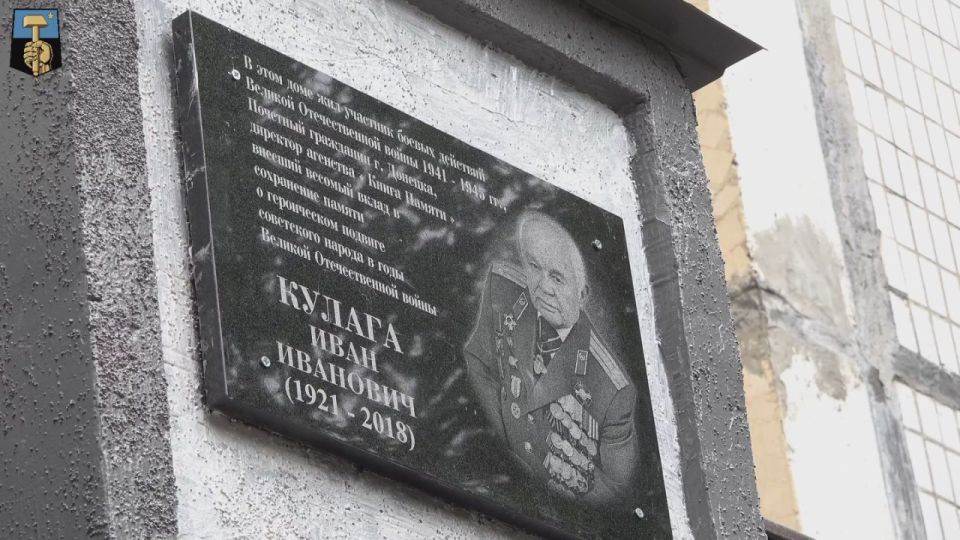 В этом доме жил участник боевых действий
Великой Отечественной войны 1941 - 1945 гг.
Почетный гражданин г. Донецка,
директор агенства " Книга Памяти "
внесший весомый вклад в
сохранение памяти
о героическом подвиге
советского народа в годы
Великой Отечественной войны
КУЛАГА
ИВАН
ИВАНОВИЧ
(1921 - 2018)